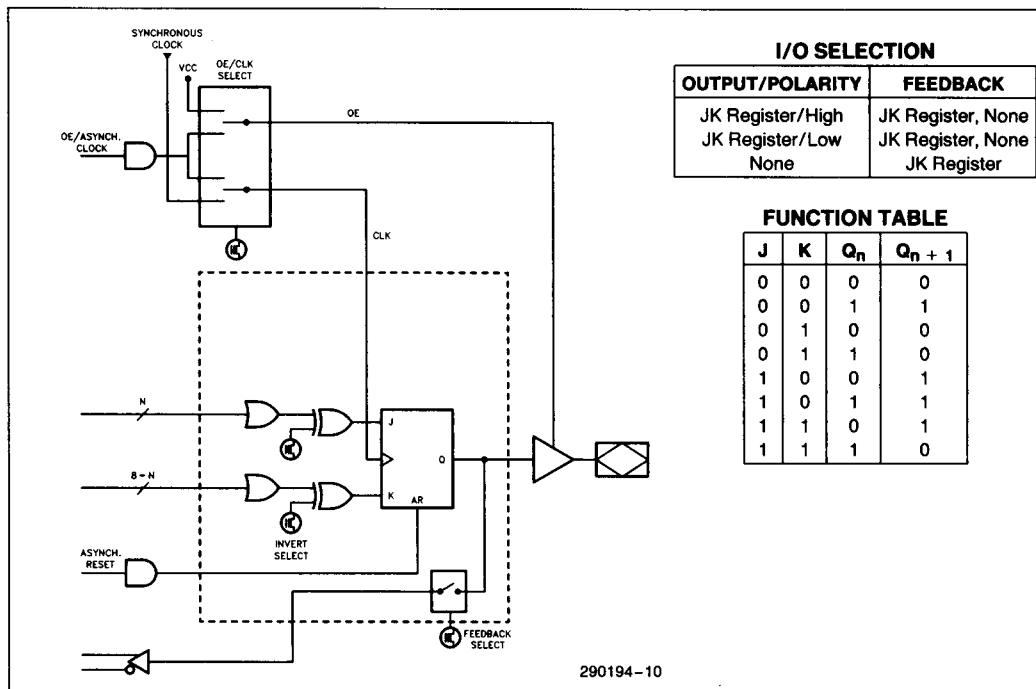 SYNCHRONOUS
CLOCK
VCC
OE/CLK
SELECT
OE
OE/ASYNCH.
CLOCK
CLK
N
J
Q
8-N
K
AR
INVERT
SELECT
ASYNCH.
RESET
FEEDBACK
SELECT
I/O SELECTION
OUTPUT/POLARITY FEEDBACK
JK Register/High JK Register, None
JK Register/Low JK Register, None
None JK Register
FUNCTION TABLE
J K Qn Qn + 1
0 0 0 0
0 0 1 1
0 1 0 0
0 1 1 0
1 0 0 1
1 0 1 1
1 1 0 1
1 1 1 0
290194-10